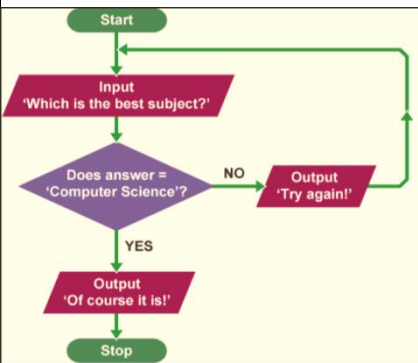 Start
Input
'Which is the best subject?'
Does answer =
'Computer Science'?
NO
Output
'Try again!'
YES
Output
'Of course it is!'
Stop